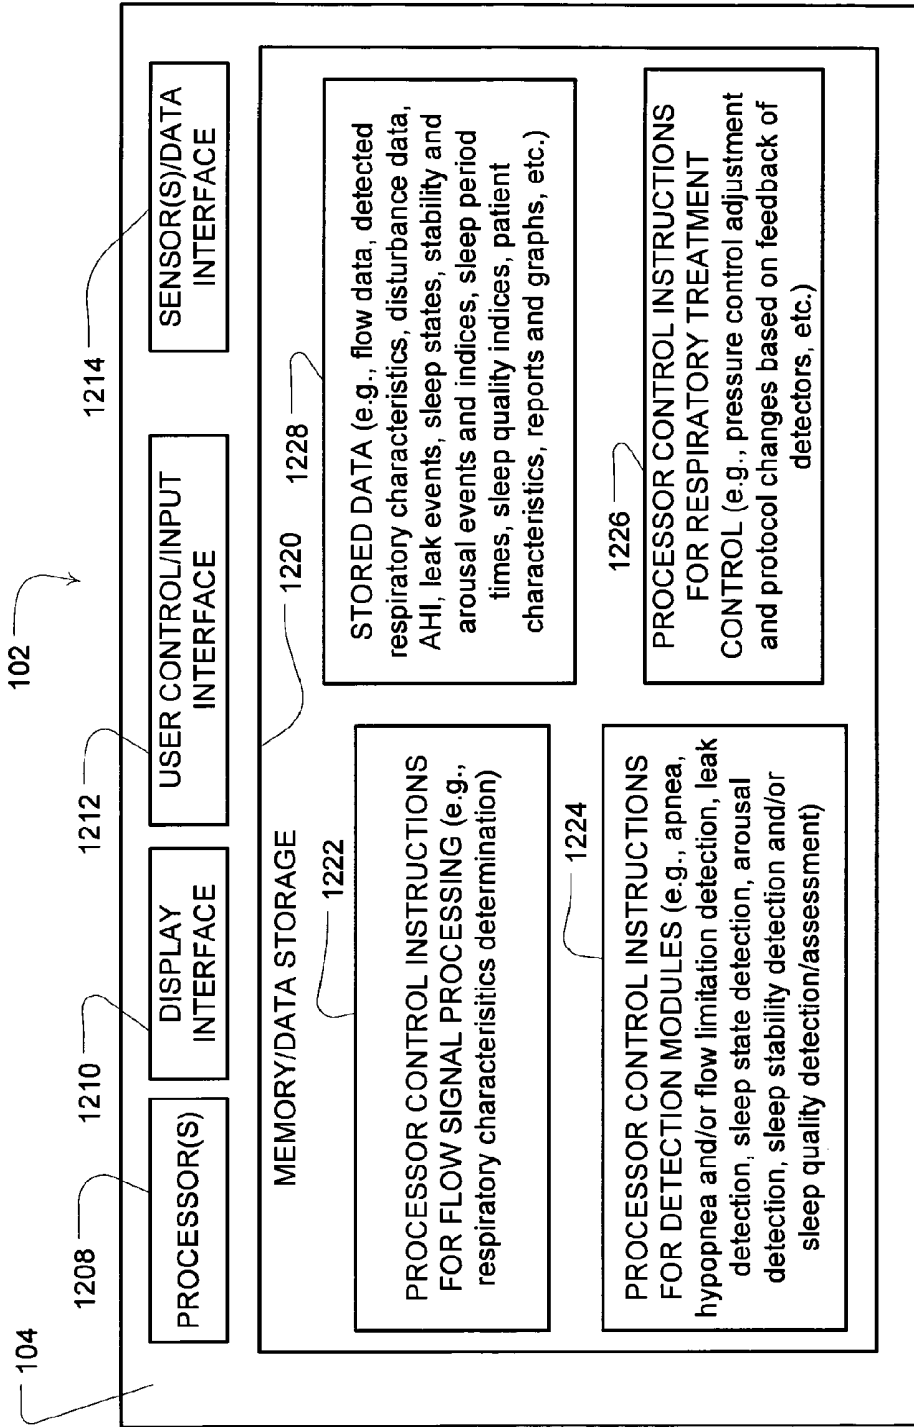 102
104
1208
1210
1212
1214
PROCESSOR(S)
DISPLAY
INTERFACE
USER CONTROL/INPUT
INTERFACE
SENSOR(S)/DATA
INTERFACE
MEMORY/DATA STORAGE
1220
1222
PROCESSOR CONTROL INSTRUCTIONS
FOR FLOW SIGNAL PROCESSING (e.g.,
respiratory characterisitics determination)
1228
STORED DATA (e.g., flow data, detected
respiratory characteristics, disturbance data,
AHI, leak events, sleep states, stability and
arousal events and indices, sleep period
times, sleep quality indices, patient
characteristics, reports and graphs, etc.)
1224
PROCESSOR CONTROL INSTRUCTIONS
FOR DETECTION MODULES (e.g., apnea,
hypopnea and/or flow limitation detection, leak
detection, sleep state detection, arousal
detection, sleep stability detection and/or
sleep quality detection/assessment)
1226
PROCESSOR CONTROL INSTRUCTIONS
FOR RESPIRATORY TREATMENT
CONTROL (e.g., pressure control adjustment
and protocol changes based on feedback of
detectors, etc.)